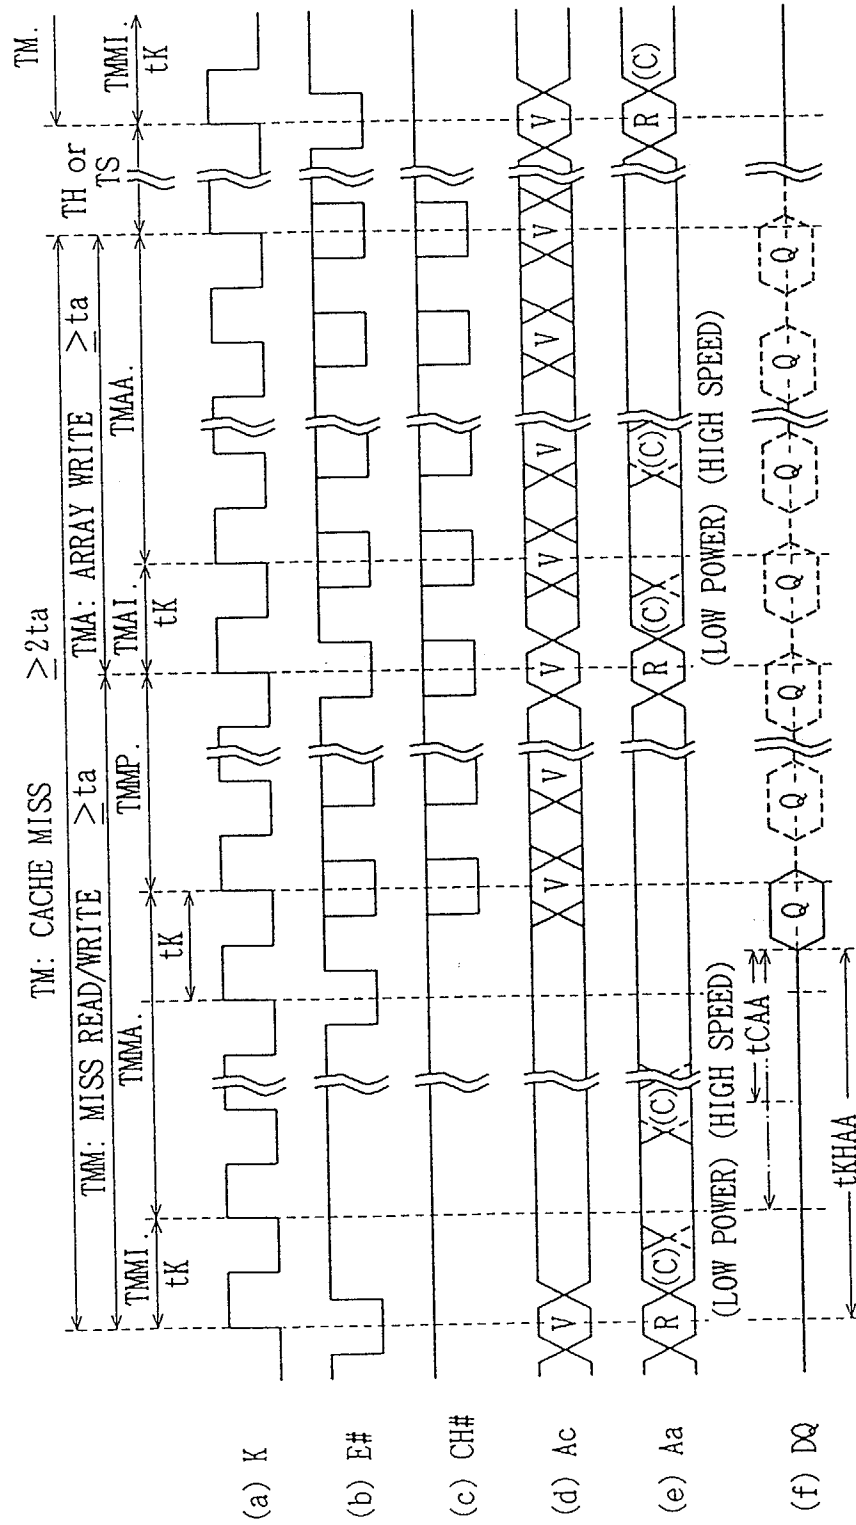 TM: CACHE MISS
≥2ta
TM.
TMM: MISS READ/WRITE
≥ta
TMA: ARRAY WRITE
≥ta
TH or
TS
TMMI.
tK
TMMA.
tK
TMMP.
TMAI.
tK
TMAA.
TMMI.
tK
(a) K
(b) E#
(c) CH#
(d) Ac
V
V
V
V
V
V
V
V
V
(e) Aa
R
(C)
(C)
R
(C)
(C)
R
(C)
(LOW POWER) (HIGH SPEED)
(LOW POWER) (HIGH SPEED)
tCAA
tKHAA
(f) DQ
Q
Q
Q
Q
Q
Q
Q